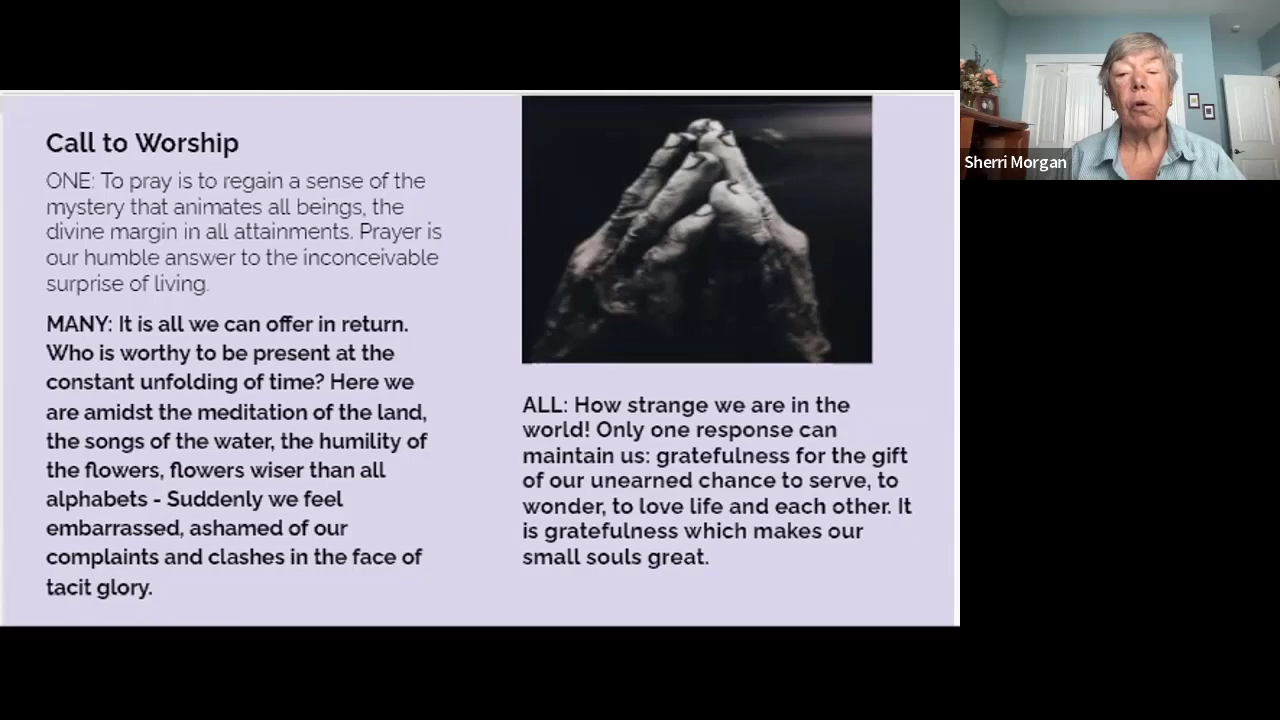 Call to Worship
ONE: To pray is to regain a sense of the
mystery that animates all beings, the
divine margin in all attainments. Prayer is
our humble answer to the inconceivable
surprise of living.
MANY: It is all we can offer in return.
Who is worthy to be present at the
constant unfolding of time? Here we
are amidst the meditation of the land,
the songs of the water, the humility of
the flowers, flowers wiser than all
alphabets - Suddenly we feel
embarrassed, ashamed of our
complaints and clashes in the face of
tacit glory.
ALL: How strange we are in the
world! Only one response can
maintain us: gratefulness for the gift
of our unearned chance to serve, to
wonder, to love life and each other. It
is gratefulness which makes our
small souls great.
Sherri Morgan